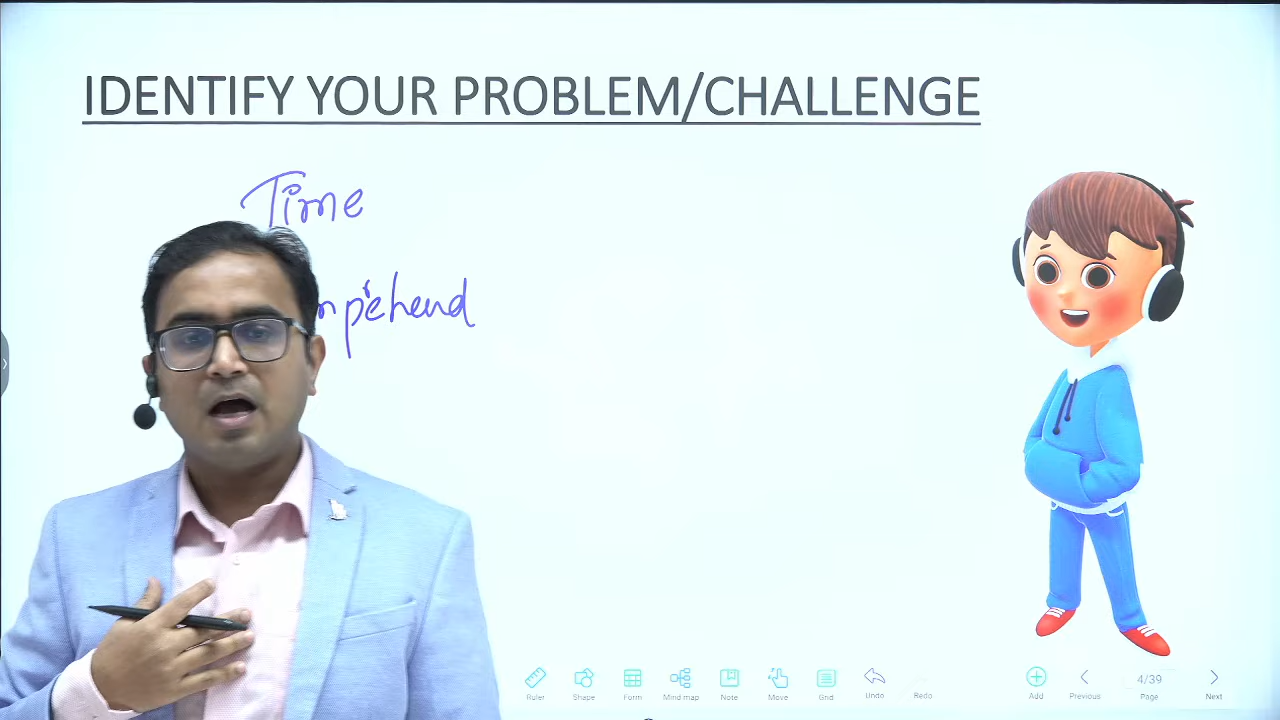 IDENTIFY YOUR PROBLEM/CHALLENGE
Time
Ruler
Shape
Form
Mind map
Note
Move
Grid
Undo
Redo
Add
Previous
4/39
Page
Next